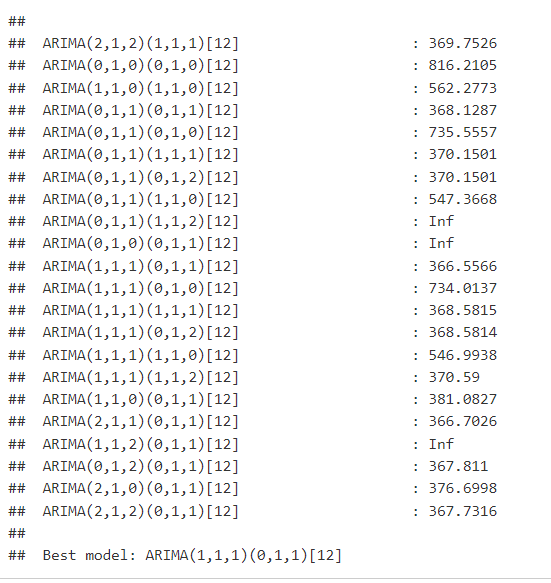 ##
## ARIMA(2,1,2)(1,1,1)[12] : 369.7526
## ARIMA(0,1,0)(0,1,0)[12] : 816.2105
## ARIMA(1,1,0)(1,1,0)[12] : 562.2773
## ARIMA(0,1,1)(0,1,1)[12] : 368.1287
## ARIMA(0,1,1)(0,1,0)[12] : 735.5557
## ARIMA(0,1,1)(1,1,1)[12] : 370.1501
## ARIMA(0,1,1)(0,1,2)[12] : 370.1501
## ARIMA(0,1,1)(1,1,0)[12] : 547.3668
## ARIMA(0,1,1)(1,1,2)[12] : Inf
## ARIMA(0,1,0)(0,1,1)[12] : Inf
## ARIMA(1,1,1)(0,1,1)[12] : 366.5566
## ARIMA(1,1,1)(0,1,0)[12] : 734.0137
## ARIMA(1,1,1)(1,1,1)[12] : 368.5815
## ARIMA(1,1,1)(0,1,2)[12] : 368.5814
## ARIMA(1,1,1)(1,1,0)[12] : 546.9938
## ARIMA(1,1,1)(1,1,2)[12] : 370.59
## ARIMA(1,1,0)(0,1,1)[12] : 381.0827
## ARIMA(2,1,1)(0,1,1)[12] : 366.7026
## ARIMA(1,1,2)(0,1,1)[12] : Inf
## ARIMA(0,1,2)(0,1,1)[12] : 367.811
## ARIMA(2,1,0)(0,1,1)[12] : 376.6998
## ARIMA(2,1,2)(0,1,1)[12] : 367.7316
##
## Best model: ARIMA(1,1,1)(0,1,1)[12]